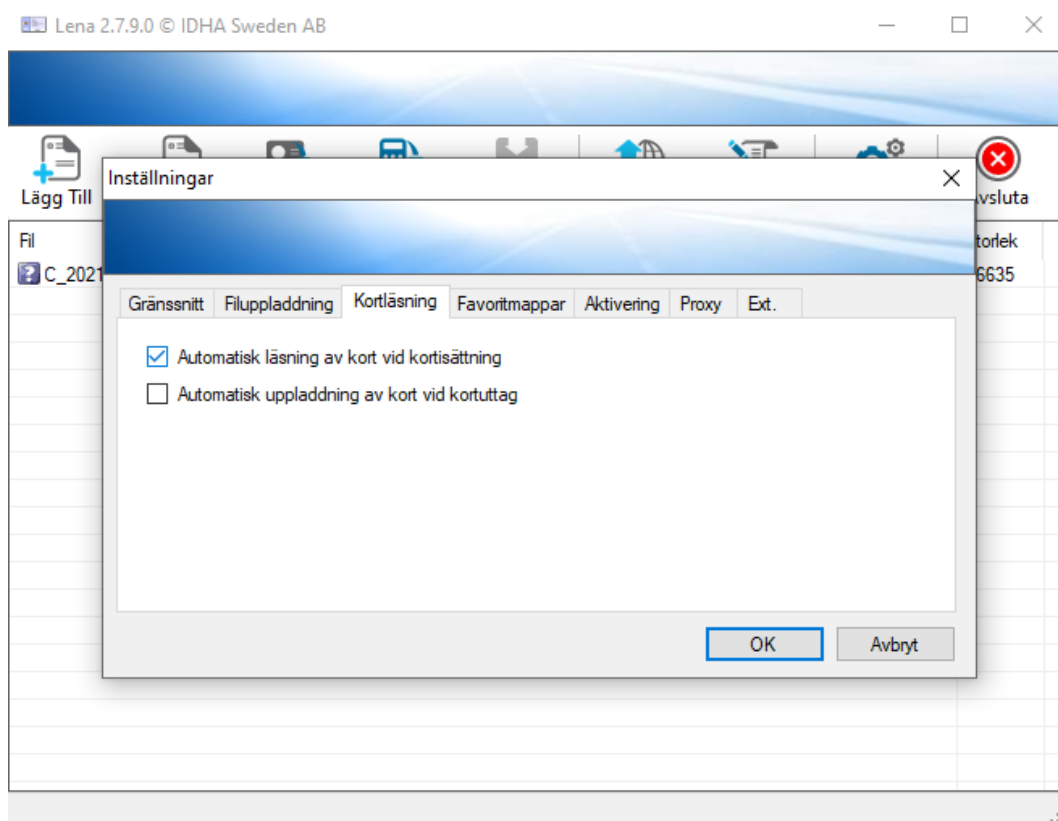 Lena 2.7.9.0 © IDHA Sweden AB
Lägg Till
Inställningar
vsluta
Fil
torlek
C_2021
6635
Gränssnitt Filuppladdning Kortläsning Favoritmappar Aktivering Proxy Ext.
Automatisk läsning av kort vid kortisättning
Automatisk uppladdning av kort vid kortuttag
OK Avbryt